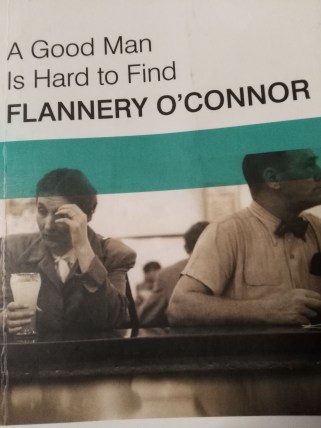 A Good Man
Is Hard to Find
FLANNERY O'CONNOR